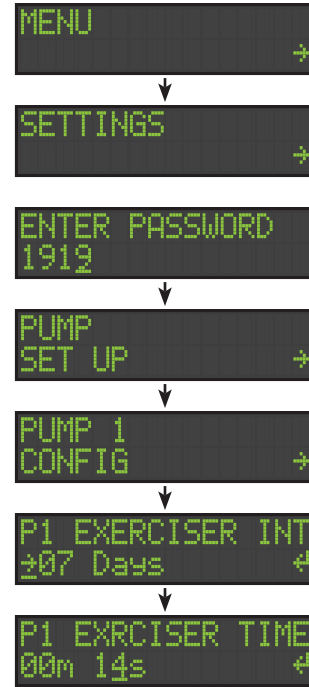 MENU
→
SETTINGS
→
ENTER PASSWORD
1919
PUMP
SET UP →
PUMP 1
CONFIG →
P1 EXERCISER INT
→07 Days ↵
P1 EXRCISER TIME
00m 14s ↵